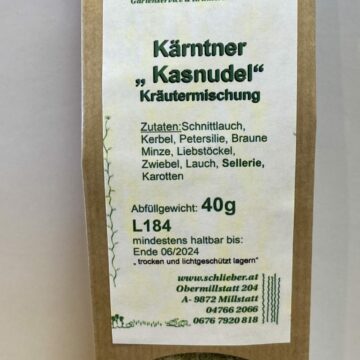 Gartenservice & Kräuter
Kärntner
„ Kasnudel“
Kräutermischung
Zutaten:Schnittlauch,
Kerbel, Petersilie, Braune
Minze, Liebstöckel,
Zwiebel, Lauch, Sellerie,
Karotten
Abfüllgewicht: 40g
L184
mindestens haltbar bis:
Ende 06/2024
„ trocken und lichtgeschützt lagern"
www.schlieber.at
Obermillstatt 204
A- 9872 Millstatt
04766 2066
0676 7920 818